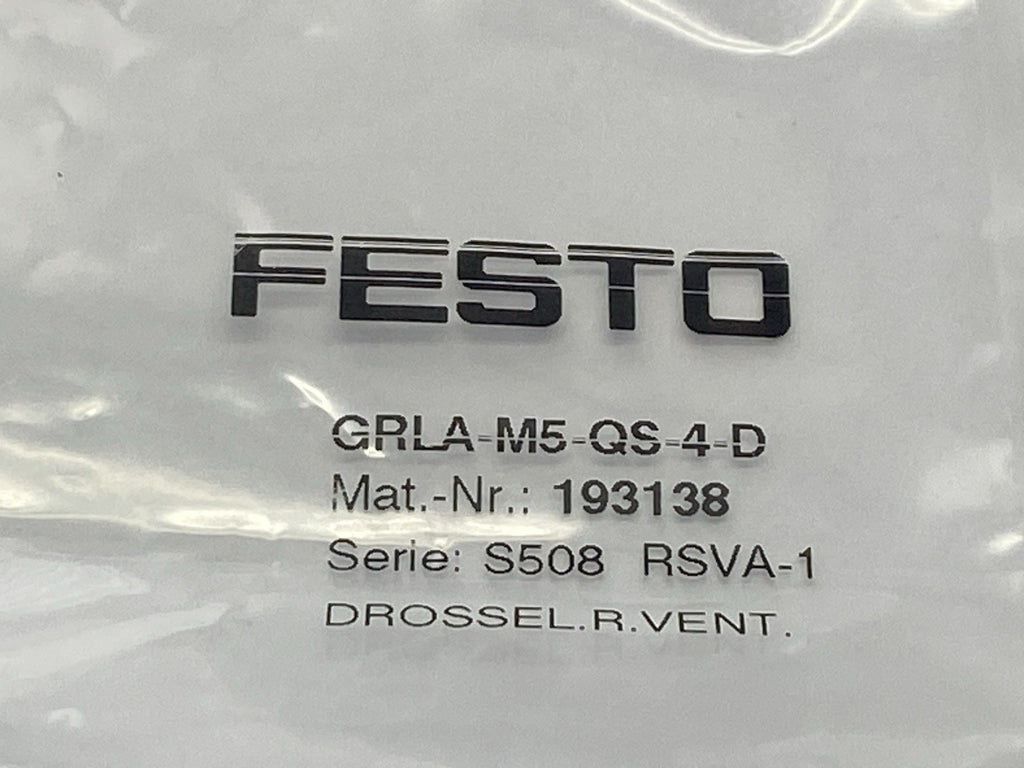 FESTO
GRLA-M5-QS-4-D
Mat.-Nr.: 193138
Serie: S508 RSVA-1
DROSSEL.R.VENT.